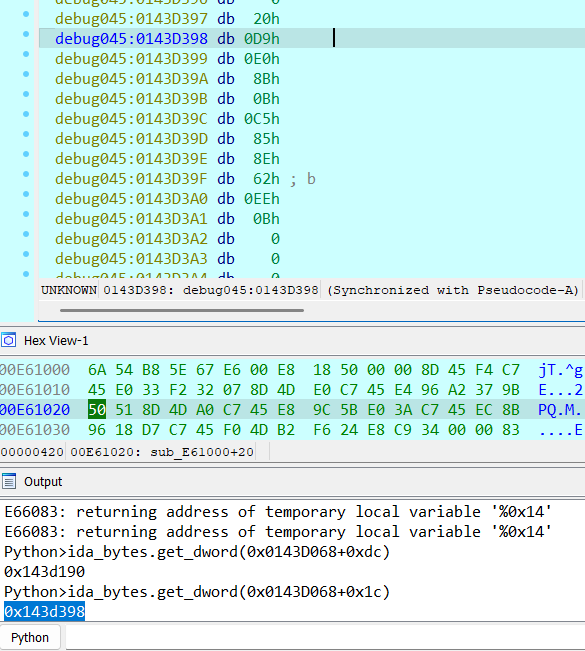 debug045:0143D397 db  20h
debug045:0143D398 db 0D9h
debug045:0143D399 db 0E0h
debug045:0143D39A db  8Bh
debug045:0143D39B db  0Bh
debug045:0143D39C db 0C5h
debug045:0143D39D db  85h
debug045:0143D39E db  8Eh
debug045:0143D39F db  62h ; b
debug045:0143D3A0 db 0EEh
debug045:0143D3A1 db  0Bh
debug045:0143D3A2 db    0
debug045:0143D3A3 db    0
debug045:0143D3A4 db    0
UNKNOWN 0143D398: debug045:0143D398 (Synchronized with Pseudocode-A)
Hex View-1
00E61000  6A 54 B8 5E 67 E6 00 E8  18 50 00 00 8D 45 F4 C7  jT.^g
00E61010  45 E0 33 F2 32 07 8D 4D  E0 C7 45 E4 96 A2 37 9B  E...2
00E61020  50 51 8D 4D A0 C7 45 E8  9C 5B E0 3A C7 45 EC 8B  PQ.M.
00E61030  96 18 D7 C7 45 F0 4D B2  F6 24 E8 C9 34 00 00 83  ....E
00000420 00E61020: sub_E61000+20
Output
E66083: returning address of temporary local variable '%0x14'
E66083: returning address of temporary local variable '%0x14'
Python>ida_bytes.get_dword(0x0143D068+0xdc)
0x143d190
Python>ida_bytes.get_dword(0x0143D068+0x1c)
0x143d398
Python